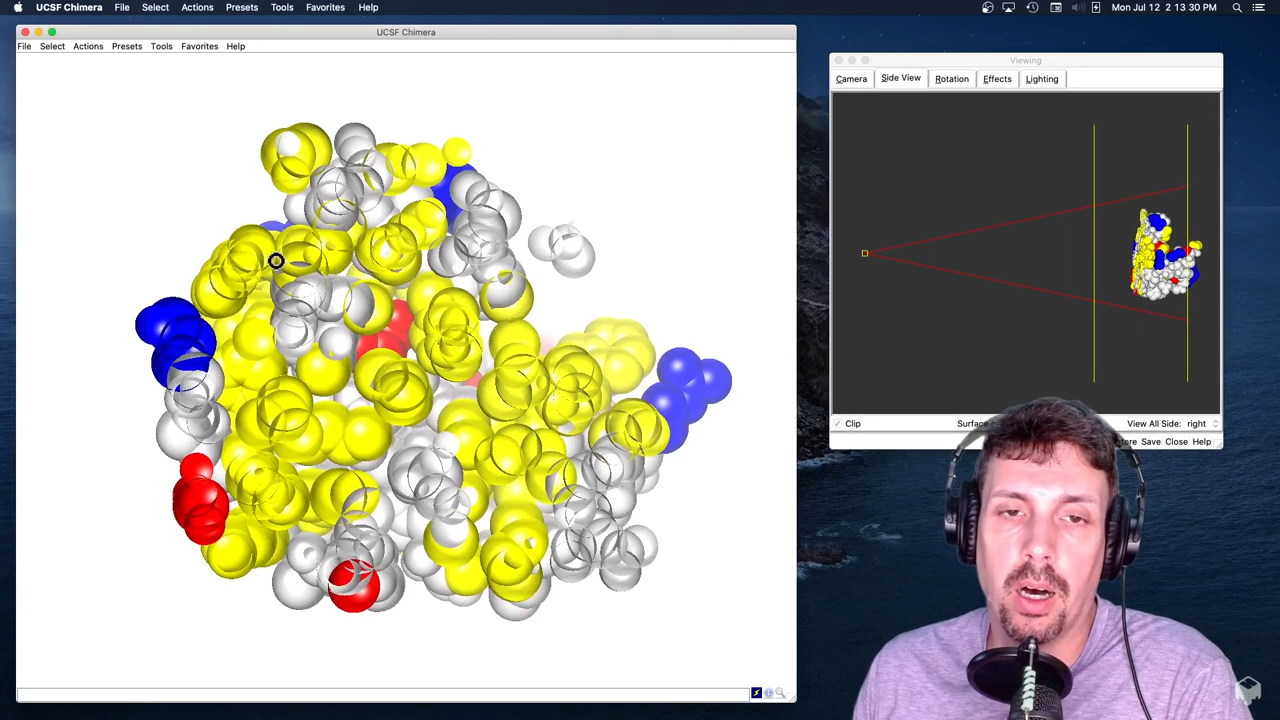 UCSF Chimera File Select Actions Presets Tools Favorites Help Mon Jul 12 2 13 30 PM
UCSF Chimera
File Select Actions Presets Tools Favorites Help
Viewing
Camera Side View Rotation Effects Lighting
Clip Surface View All Side: right
Save Close Help